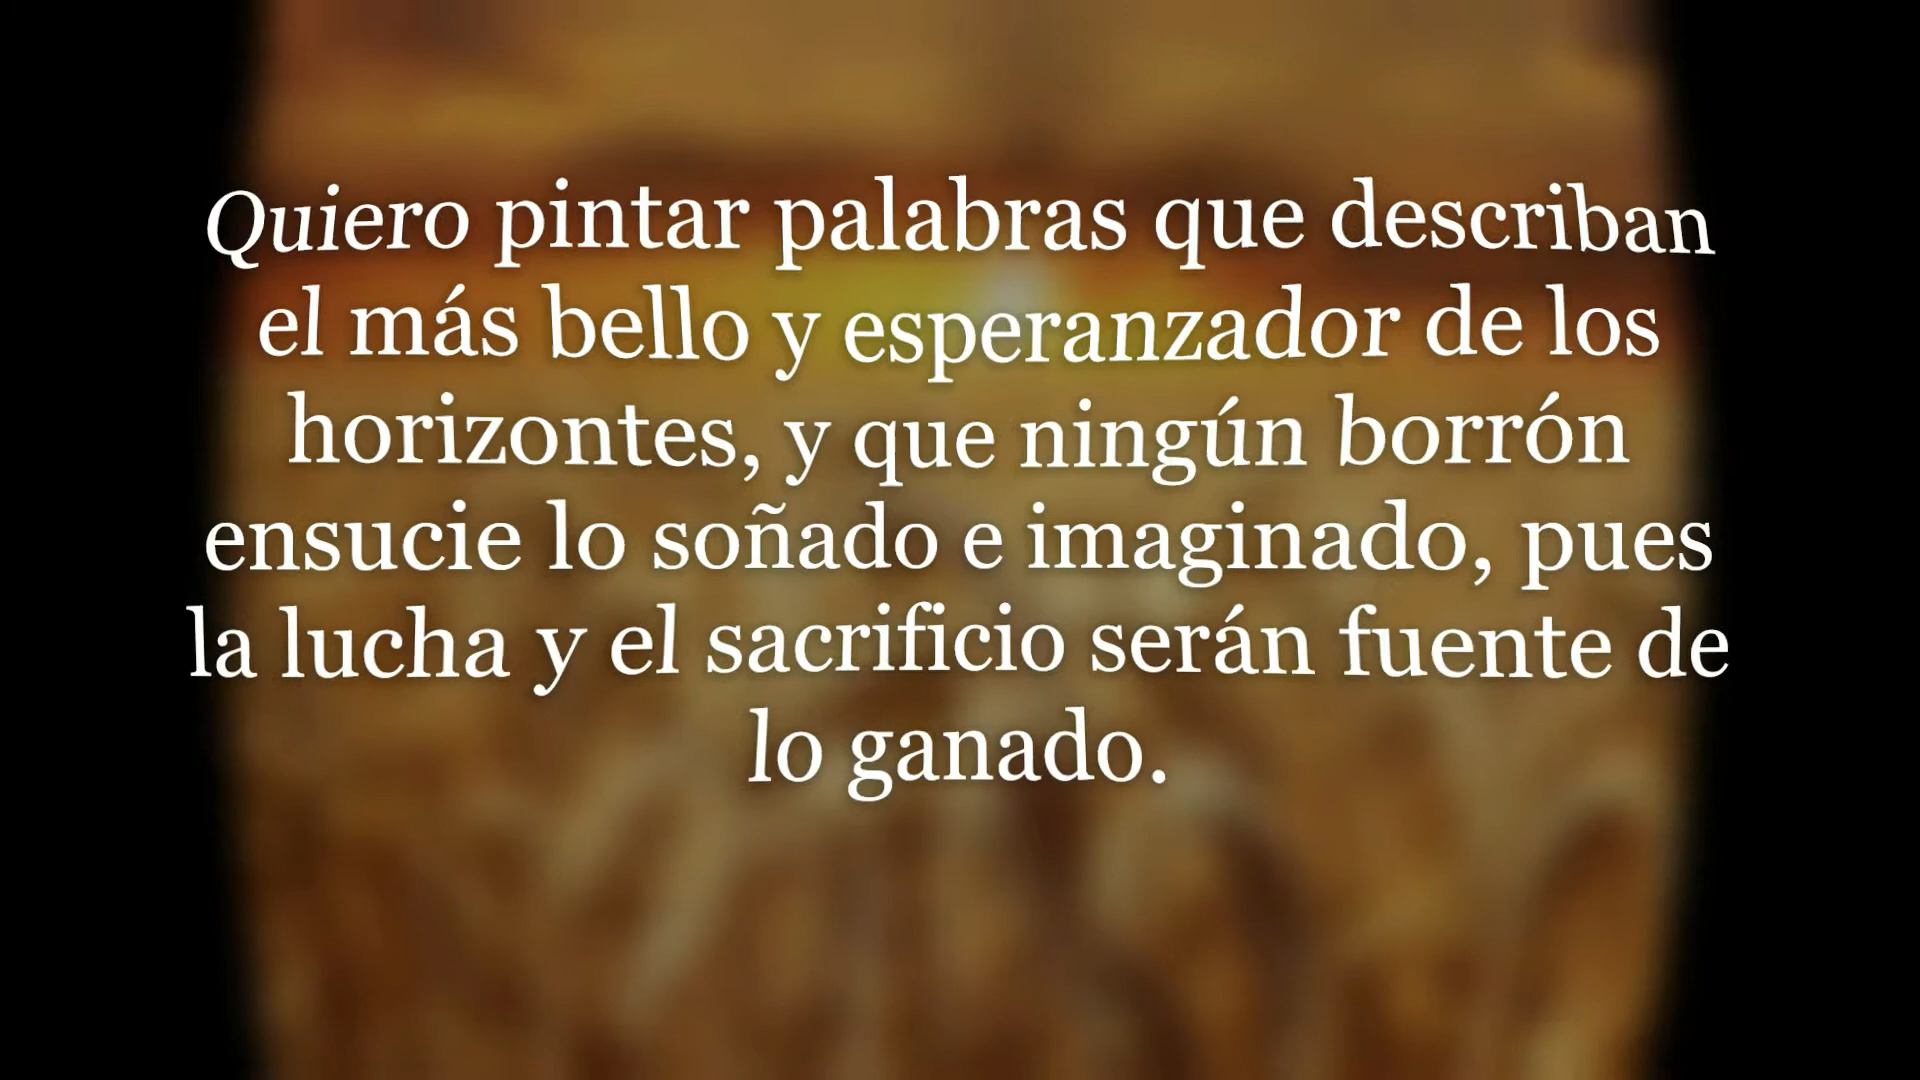 Quiero pintar palabras que describan
el más bello y esperanzador de los
horizontes, y que ningún borrón
ensucie lo soñado e imaginado, pues
la lucha y el sacrificio serán fuente de
lo ganado.